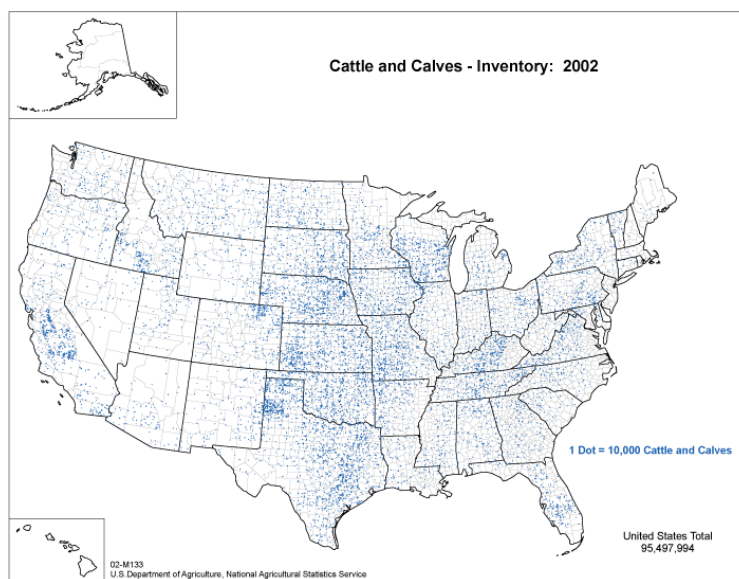 Cattle and Calves - Inventory: 2002
1 Dot = 10,000 Cattle and Calves
United States Total
95,497,994
02-M133
U.S. Department of Agriculture, National Agricultural Statistics Service